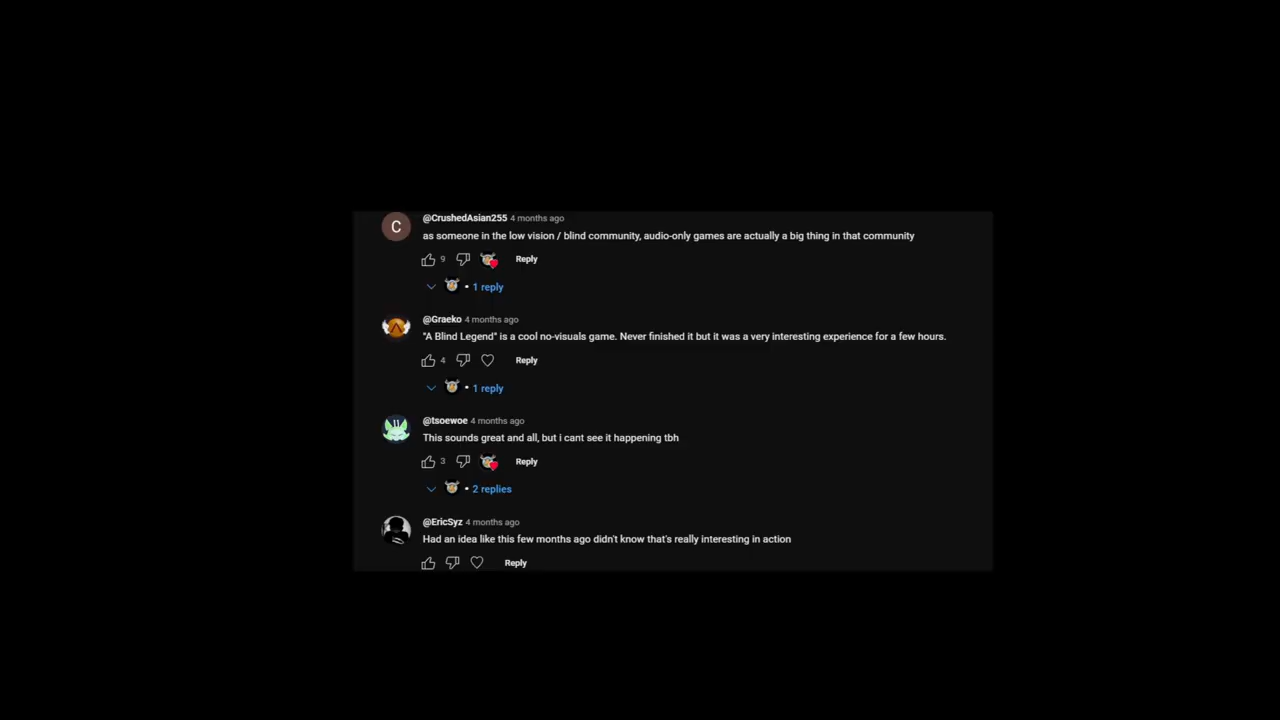 C
@CrushedAsian255 4 months ago
as someone in the low vision / blind community, audio-only games are actually a big thing in that community
9 Reply
• 1 reply
@Graeko 4 months ago
"A Blind Legend" is a cool no-visuals game. Never finished it but it was a very interesting experience for a few hours.
4 Reply
• 1 reply
@tsoewoe 4 months ago
This sounds great and all, but i cant see it happening tbh
3 Reply
• 2 replies
@EricSyz 4 months ago
Had an idea like this few months ago didn't know that's really interesting in action
Reply